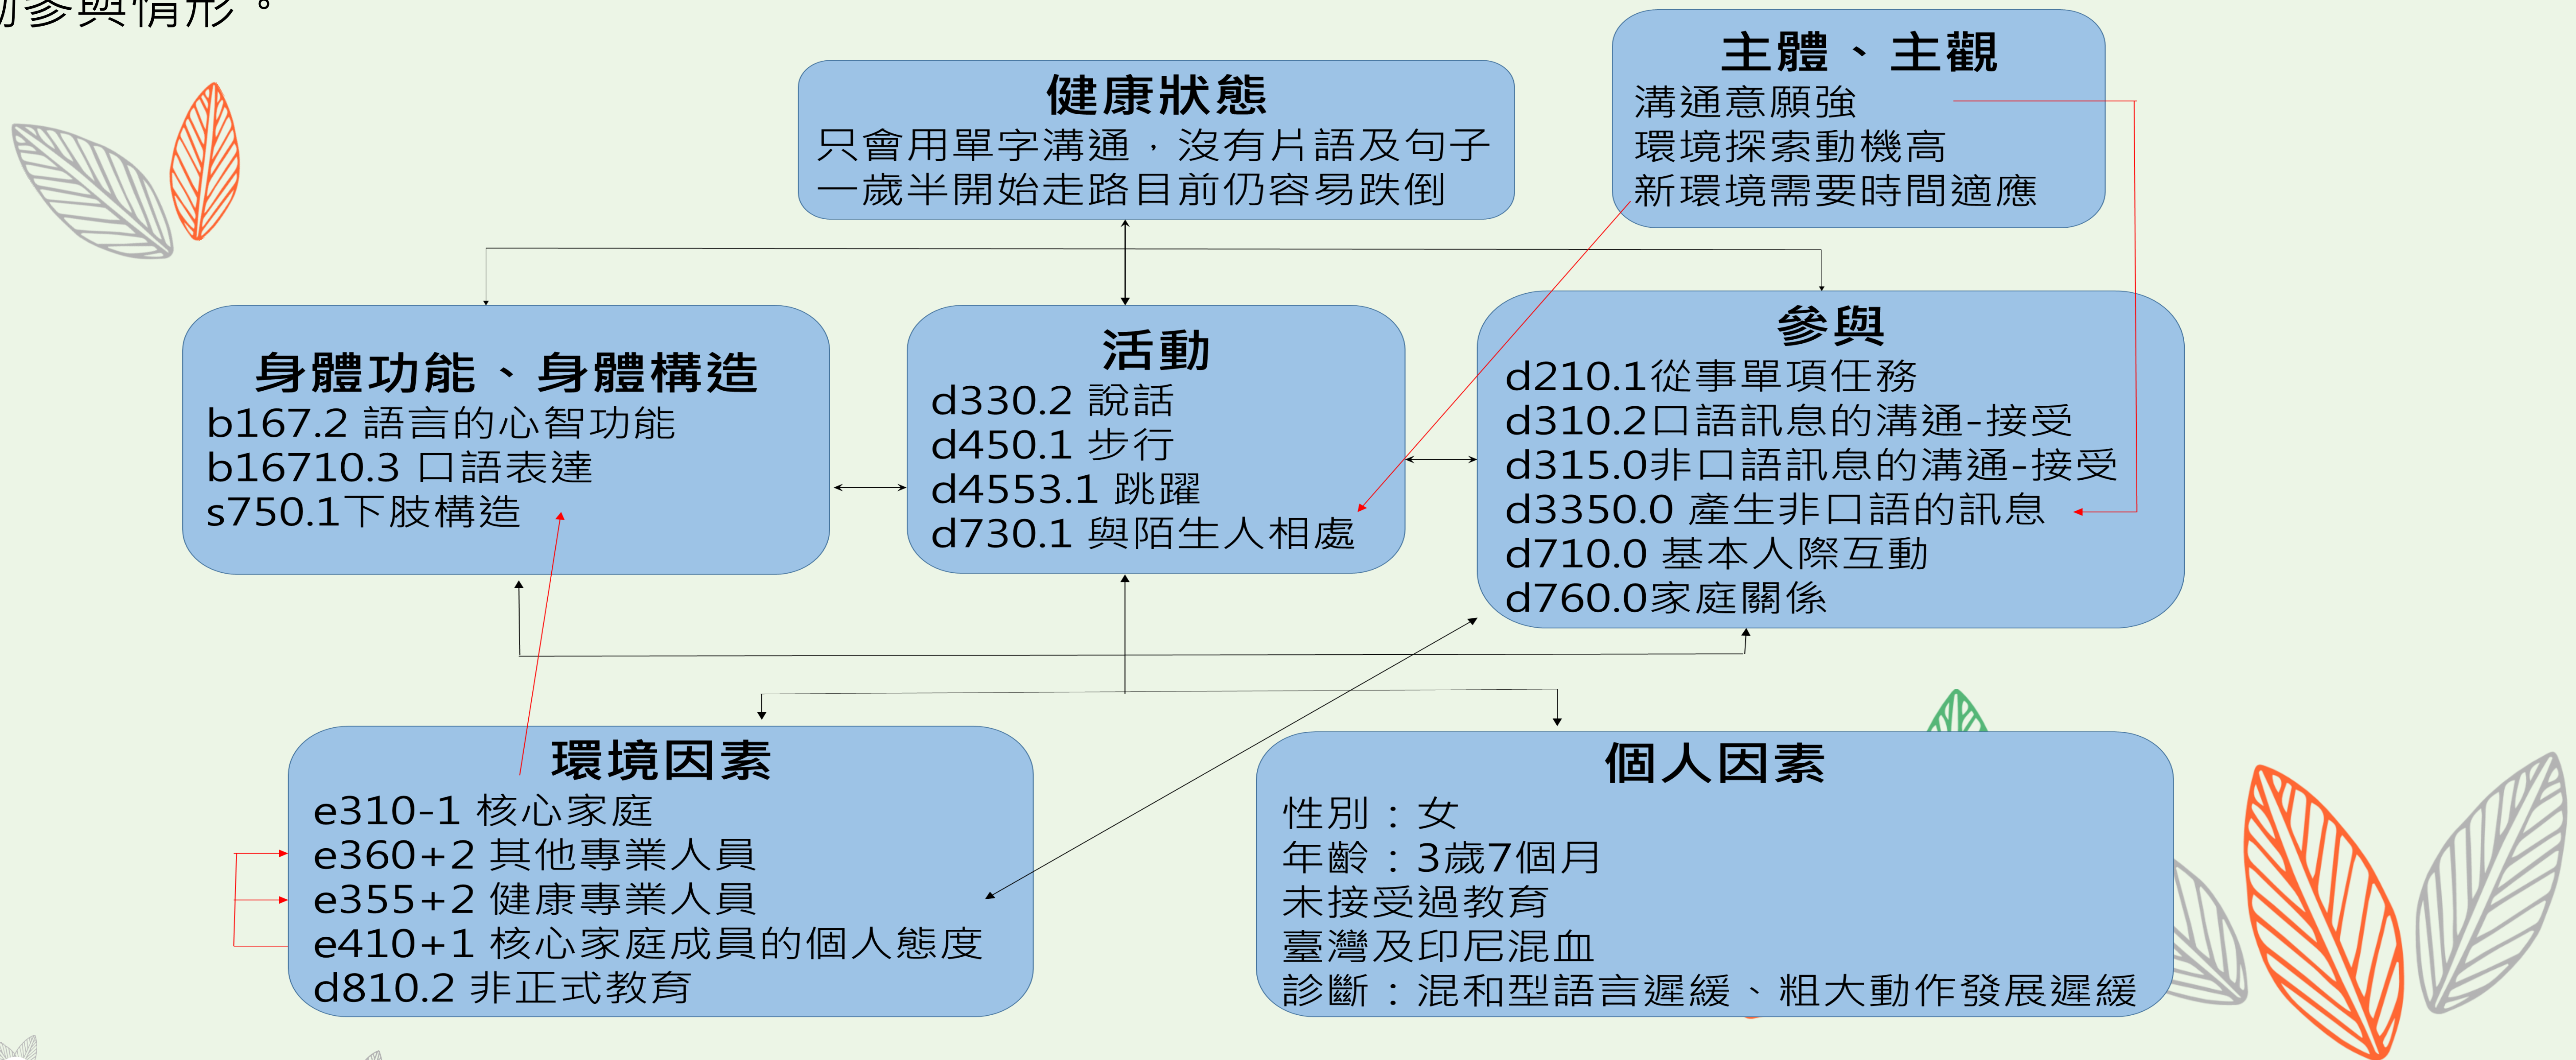 動參與情形。
主體、主觀
溝通意願強
環境探索動機高
新環境需要時間適應
健康狀態
只會用單字溝通，沒有片語及句子
一歲半開始走路目前仍容易跌倒
身體功能、身體構造
b167.2 語言的心智功能
b16710.3 口語表達
s750.1下肢構造
活動
d330.2 說話
d450.1 步行
d4553.1 跳躍
d730.1 與陌生人相處
參與
d210.1從事單項任務
d310.2口語訊息的溝通-接受
d315.0非口語訊息的溝通-接受
d3350.0 產生非口語的訊息
d710.0 基本人際互動
d760.0家庭關係
環境因素
e310-1 核心家庭
e360+2 其他專業人員
e355+2 健康專業人員
e410+1 核心家庭成員的個人態度
d810.2 非正式教育
個人因素
性別：女
年齡：3歲7個月
未接受過教育
臺灣及印尼混血
診斷：混和型語言遲緩、粗大動作發展遲緩